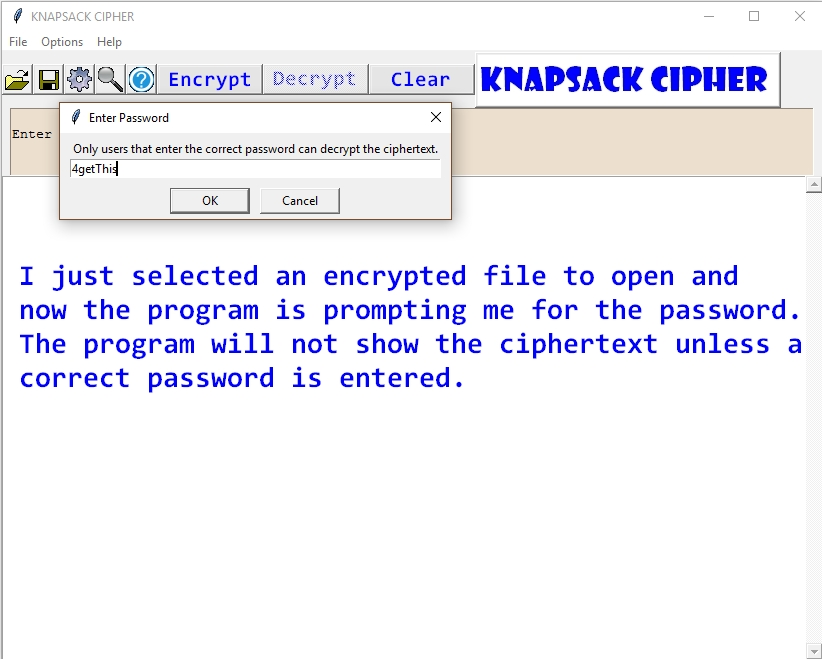 KNAPSACK CIPHER
File Options Help
Encrypt Decrypt Clear KNAPSACK CIPHER
Enter Password
Enter
Only users that enter the correct password can decrypt the ciphertext.
4getThis
OK Cancel
I just selected an encrypted file to open and
now the program is prompting me for the password.
The program will not show the ciphertext unless a
correct password is entered.